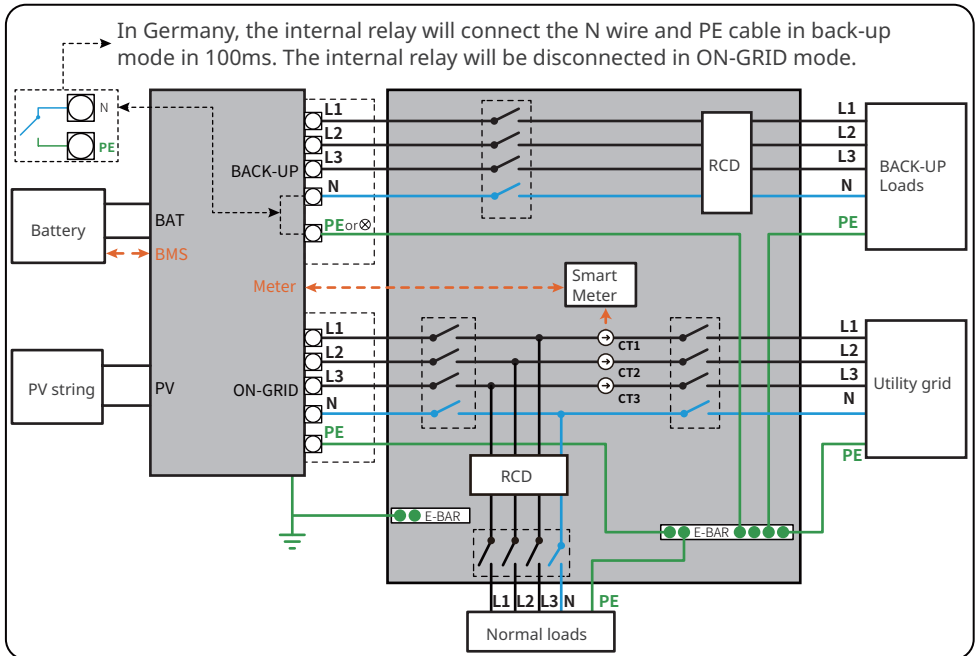 In Germany, the internal relay will connect the N wire and PE cable in back-up
mode in 100ms. The internal relay will be disconnected in ON-GRID mode.
N
PE
Battery
BAT
BMS
PV string
PV
BACK-UP
Meter
ON-GRID
L1
L2
L3
N
PEor⊗
L1
L2
L3
N
PE
RCD
L1
L2
L3
N
PE
BACK-UP
Loads
Smart
Meter
CT1
CT2
CT3
L1
L2
L3
N
PE
Utility grid
RCD
E-BAR
E-BAR
L1 L2 L3 N PE
Normal loads